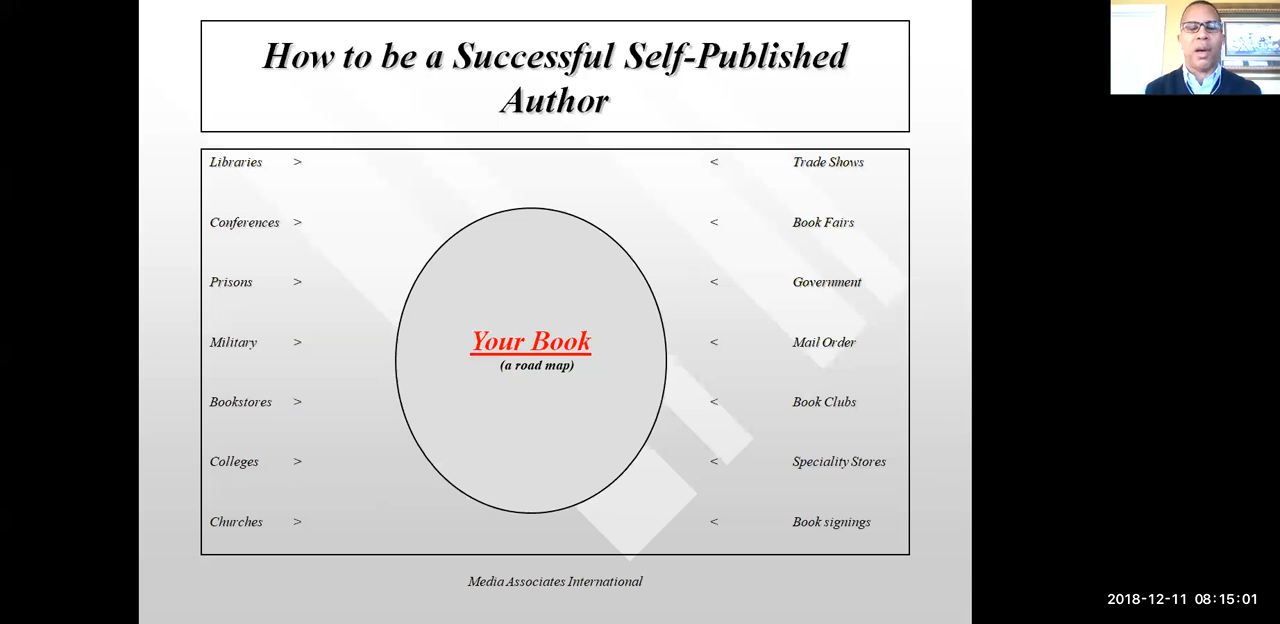 How to be a Successful Self-Published
Author
Libraries > < Trade Shows
Conferences > < Book Fairs
Prisons > < Government
Your Book
Military > < Mail Order
(a road map)
Bookstores > < Book Clubs
Colleges > < Speciality Stores
Churches > < Book signings
Media Associates International
2018-12-11 08:15:01